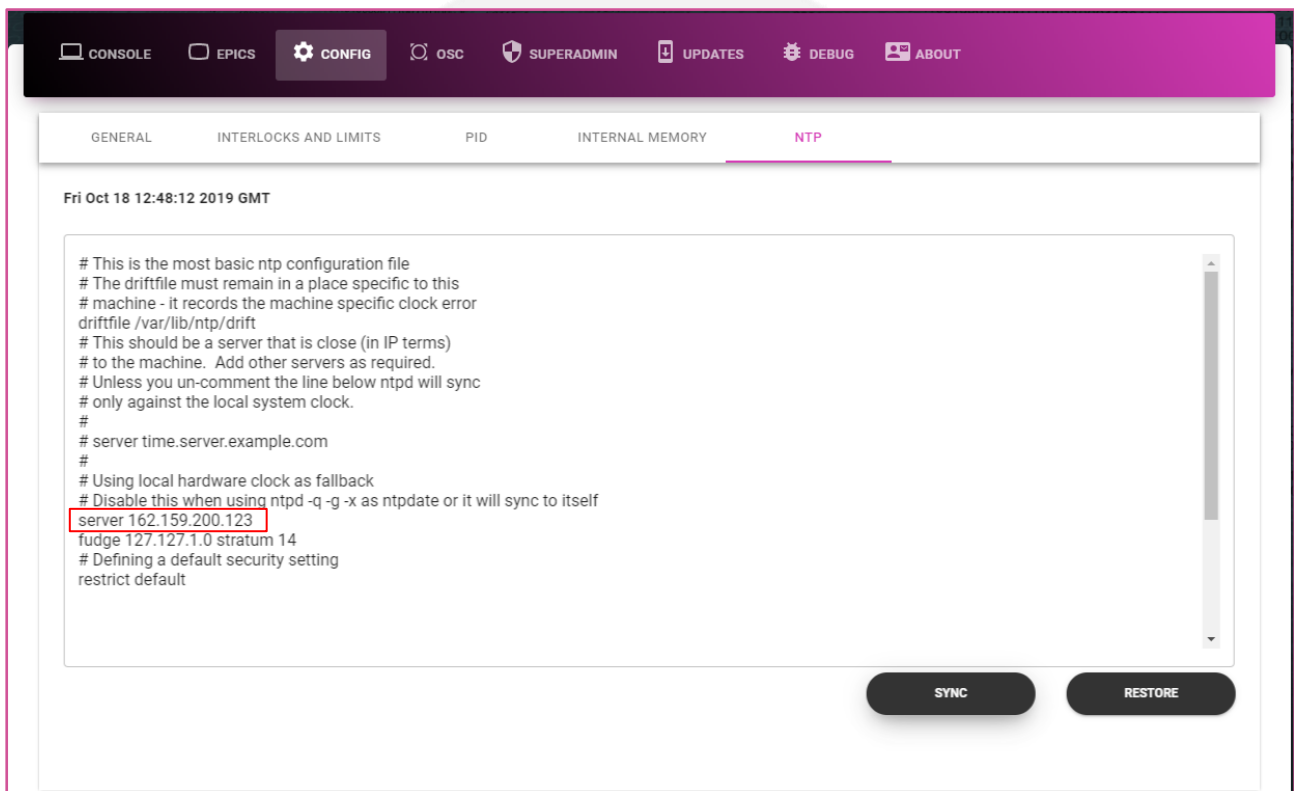 CONSOLE EPICS CONFIG OSC SUPERADMIN UPDATES DEBUG ABOUT
GENERAL INTERLOCKS AND LIMITS PID INTERNAL MEMORY NTP
Fri Oct 18 12:48:12 2019 GMT
# This is the most basic ntp configuration file
# The driftfile must remain in a place specific to this
# machine - it records the machine specific clock error
driftfile /var/lib/ntp/drift
# This should be a server that is close (in IP terms)
# to the machine.  Add other servers as required.
# Unless you un-comment the line below ntpd will sync
# only against the local system clock.
#
# server time.server.example.com
#
# Using local hardware clock as fallback
# Disable this when using ntpd -q -g -x as ntpdate or it will sync to itself
server 162.159.200.123
fudge 127.127.1.0 stratum 14
# Defining a default security setting
restrict default
SYNC RESTORE